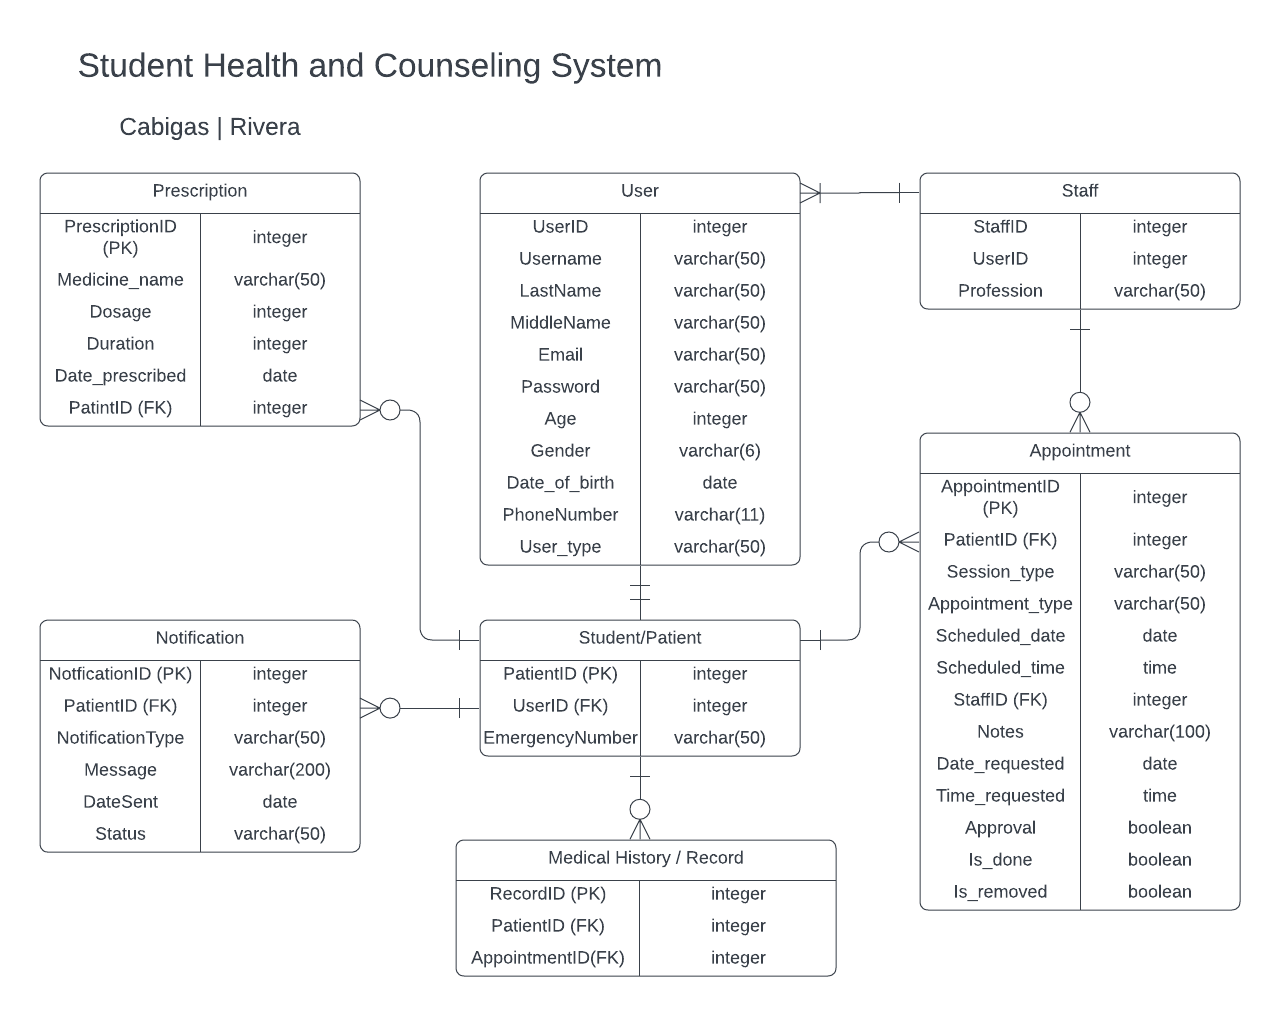 Student Health and Counseling System
Cabigas | Rivera
Prescription
PrescriptionID
(PK)
integer
Medicine_name
varchar(50)
Dosage
integer
Duration
integer
Date_prescribed
date
PatintID (FK)
integer
User
UserID
integer
Username
varchar(50)
LastName
varchar(50)
MiddleName
varchar(50)
Email
varchar(50)
Password
varchar(50)
Age
integer
Gender
varchar(6)
Date_of_birth
date
PhoneNumber
varchar(11)
User_type
varchar(50)
Staff
StaffID
integer
UserID
integer
Profession
varchar(50)
Appointment
AppointmentID
(PK)
integer
PatientID (FK)
integer
Session_type
varchar(50)
Appointment_type
varchar(50)
Scheduled_date
date
Scheduled_time
time
StaffID (FK)
integer
Notes
varchar(100)
Date_requested
date
Time_requested
time
Approval
boolean
Is_done
boolean
Is_removed
boolean
Notification
NotficationID (PK)
integer
PatientID (FK)
integer
NotificationType
varchar(50)
Message
varchar(200)
DateSent
date
Status
varchar(50)
Student/Patient
PatientID (PK)
integer
UserID (FK)
integer
EmergencyNumber
varchar(50)
Medical History / Record
RecordID (PK)
integer
PatientID (FK)
integer
AppointmentID(FK)
integer